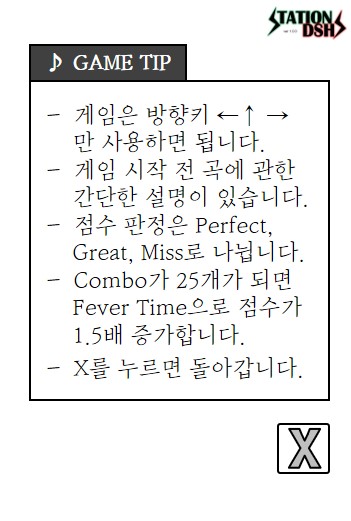 STATION
DSH
♪ GAME TIP
- 게임은 방향키 ←↑ →
만 사용하면 됩니다.
- 게임 시작 전 곡에 관한
간단한 설명이 있습니다.
- 점수 판정은 Perfect,
Great, Miss로 나뉩니다.
- Combo가 25개가 되면
Fever Time으로 점수가
1.5배 증가합니다.
- X를 누르면 돌아갑니다.
X